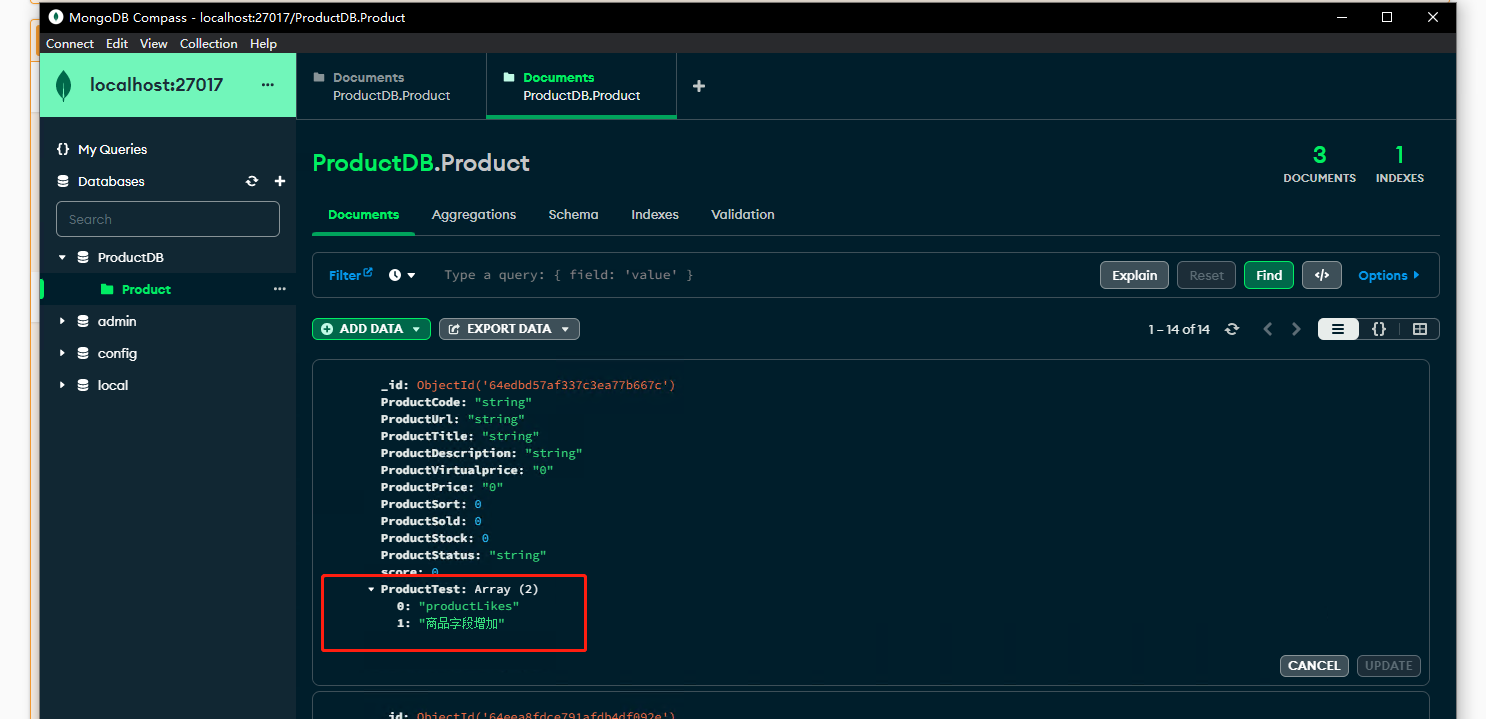 MongoDB Compass - localhost:27017/ProductDB.Product
Connect Edit View Collection Help
localhost:27017 ...
Documents
ProductDB.Product
Documents
ProductDB.Product
My Queries
Databases
Search
ProductDB
Product ...
admin
config
local
ProductDB.Product
3
DOCUMENTS
1
INDEXES
Documents Aggregations Schema Indexes Validation
Filter Type a query: { field: 'value' } Explain Reset Find </> Options
ADD DATA EXPORT DATA 1 – 14 of 14 {}
_id: ObjectId('64edbd57af337c3ea77b667c')
ProductCode: "string"
ProductUrl: "string"
ProductTitle: "string"
ProductDescription: "string"
ProductVirtualprice: "0"
ProductPrice: "0"
ProductSort: 0
ProductSold: 0
ProductStock: 0
ProductStatus: "string"
score: 0
ProductTest: Array (2)
0: "productLikes"
1: "商品字段增加"
CANCEL UPDATE
_id: ObjectId('64eea8fdce791afdb4df092e')